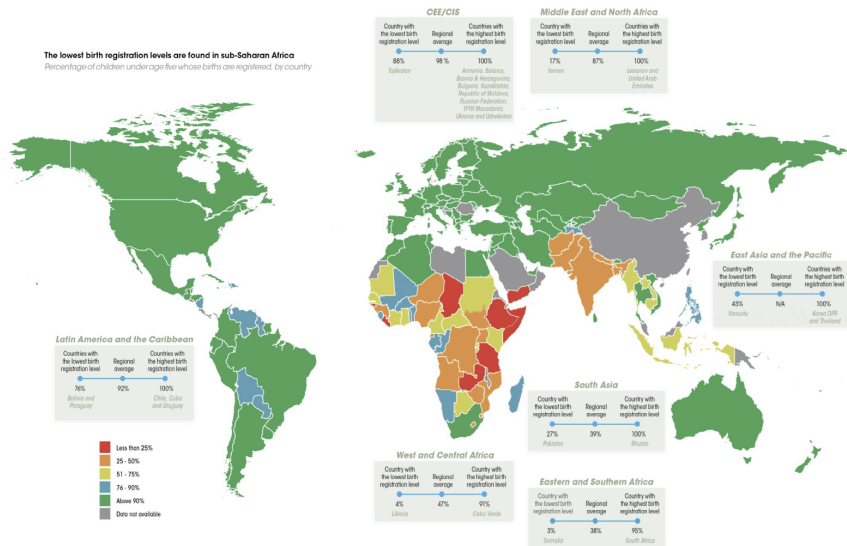 The lowest birth registration levels are found in sub-Saharan Africa
Percentage of children under age five whose births are registered, by country
CEE/CIS
Country with
the lowest birth
registration level
Regional
average
Countries with
the highest birth
registration level
88%
98 %
100%
Tajikistan
Armenia, Belarus,
Bosnia & Herzegovina,
Bulgaria, Kazakhstan,
Republic of Moldova,
Russian Federation,
TFYR Macedonia,
Ukraine and Uzbekistan
Middle East and North Africa
Country with
the lowest birth
registration level
Regional
average
Countries with
the highest birth
registration level
17%
87%
100%
Yemen
Lebanon and
United Arab
Emirates
East Asia and the Pacific
Country with
the lowest birth
registration level
Regional
average
Countries with
the highest birth
registration level
43%
N/A
100%
Vanuatu
Korea DPR
and Thailand
Latin America and the Caribbean
Countries with
the lowest birth
registration level
Regional
average
Countries with
the highest birth
registration level
76%
92%
100%
Bolivia and
Paraguay
Chile, Cuba
and Uruguay
South Asia
Country with
the lowest birth
registration level
Regional
average
Country with
the highest birth
registration level
27%
39%
100%
Pakistan
Bhutan
Less than 25%
25 - 50%
51 - 75%
76 - 90%
Above 90%
Data not available
West and Central Africa
Country with
the lowest birth
registration level
Regional
average
Country with
the highest birth
registration level
4%
47%
91%
Liberia
Cabo Verde
Eastern and Southern Africa
Country with
the lowest birth
registration level
Regional
average
Country with
the highest birth
registration level
3%
38%
95%
Somalia
South Africa